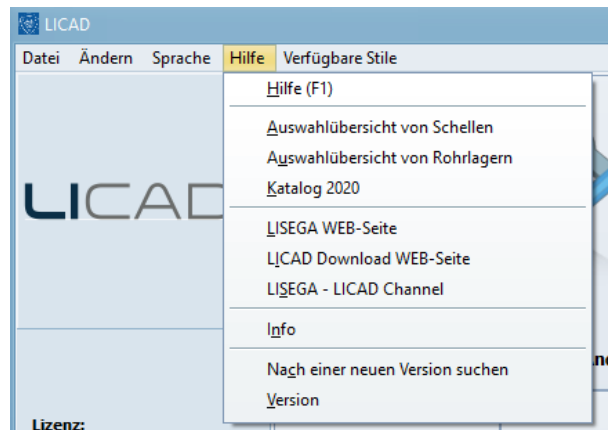 LICAD
Datei Ändern Sprache Hilfe Verfügbare Stile
Hilfe (F1)
Auswahlübersicht von Schellen
Auswahlübersicht von Rohrlagern
Katalog 2020
LICAD
LISEGA WEB-Seite
LICAD Download WEB-Seite
LISEGA - LICAD Channel
Info
Nach einer neuen Version suchen
Version
Lizenz: